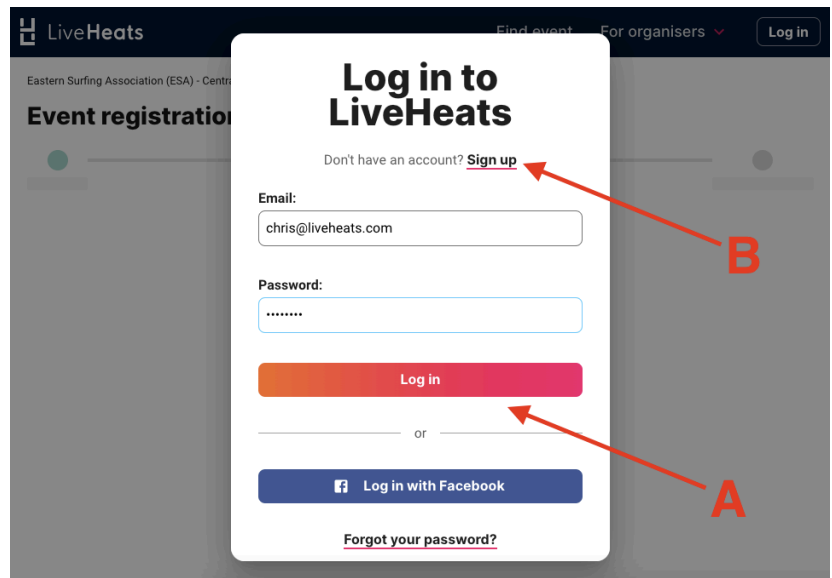 LiveHeats
Find event
For organisers
Log in
Eastern Surfing Association (ESA) - Centra
Event registration
Log in to
LiveHeats
Don't have an account? Sign up
Email:
chris@liveheats.com
B
Password:
••••••••
Log in
or
A
Log in with Facebook
Forgot your password?